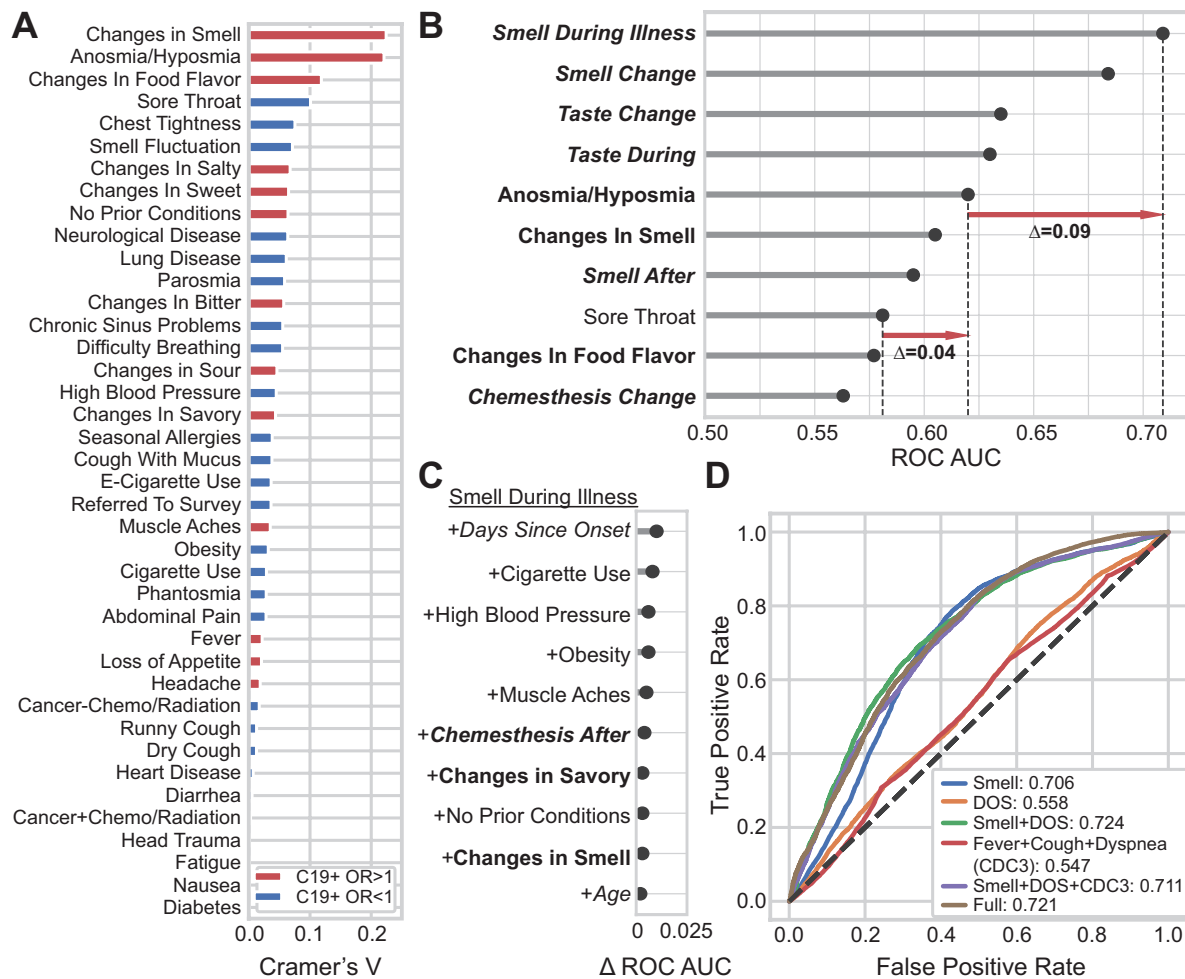 A
Changes in Smell
Anosmia/Hyposmia
Changes In Food Flavor
Sore Throat
Chest Tightness
Smell Fluctuation
Changes In Salty
Changes In Sweet
No Prior Conditions
Neurological Disease
Lung Disease
Parosmia
Changes In Bitter
Chronic Sinus Problems
Difficulty Breathing
Changes in Sour
High Blood Pressure
Changes In Savory
Seasonal Allergies
Cough With Mucus
E-Cigarette Use
Referred To Survey
Muscle Aches
Obesity
Cigarette Use
Phantosmia
Abdominal Pain
Fever
Loss of Appetite
Headache
Cancer-Chemo/Radiation
Runny Cough
Dry Cough
Heart Disease
Diarrhea
Cancer+Chemo/Radiation
Head Trauma
Fatigue
Nausea
Diabetes
C19+ OR>1
C19+ OR<1
0.0 0.1 0.2
Cramer's V
B
Smell During Illness
Smell Change
Taste Change
Taste During
Anosmia/Hyposmia
Changes In Smell
Smell After
Sore Throat
Changes In Food Flavor
Chemesthesis Change
Δ=0.09
Δ=0.04
0.50 0.55 0.60 0.65 0.70
ROC AUC
C
Smell During Illness
+Days Since Onset
+Cigarette Use
+High Blood Pressure
+Obesity
+Muscle Aches
+Chemesthesis After
+Changes in Savory
+No Prior Conditions
+Changes in Smell
+Age
0 0.025
Δ ROC AUC
D
1.0
0.8
0.6
0.4
0.2
0.0
True Positive Rate
Smell: 0.706
DOS: 0.558
Smell+DOS: 0.724
Fever+Cough+Dyspnea
(CDC3): 0.547
Smell+DOS+CDC3: 0.711
Full: 0.721
0.0 0.2 0.4 0.6 0.8 1.0
False Positive Rate